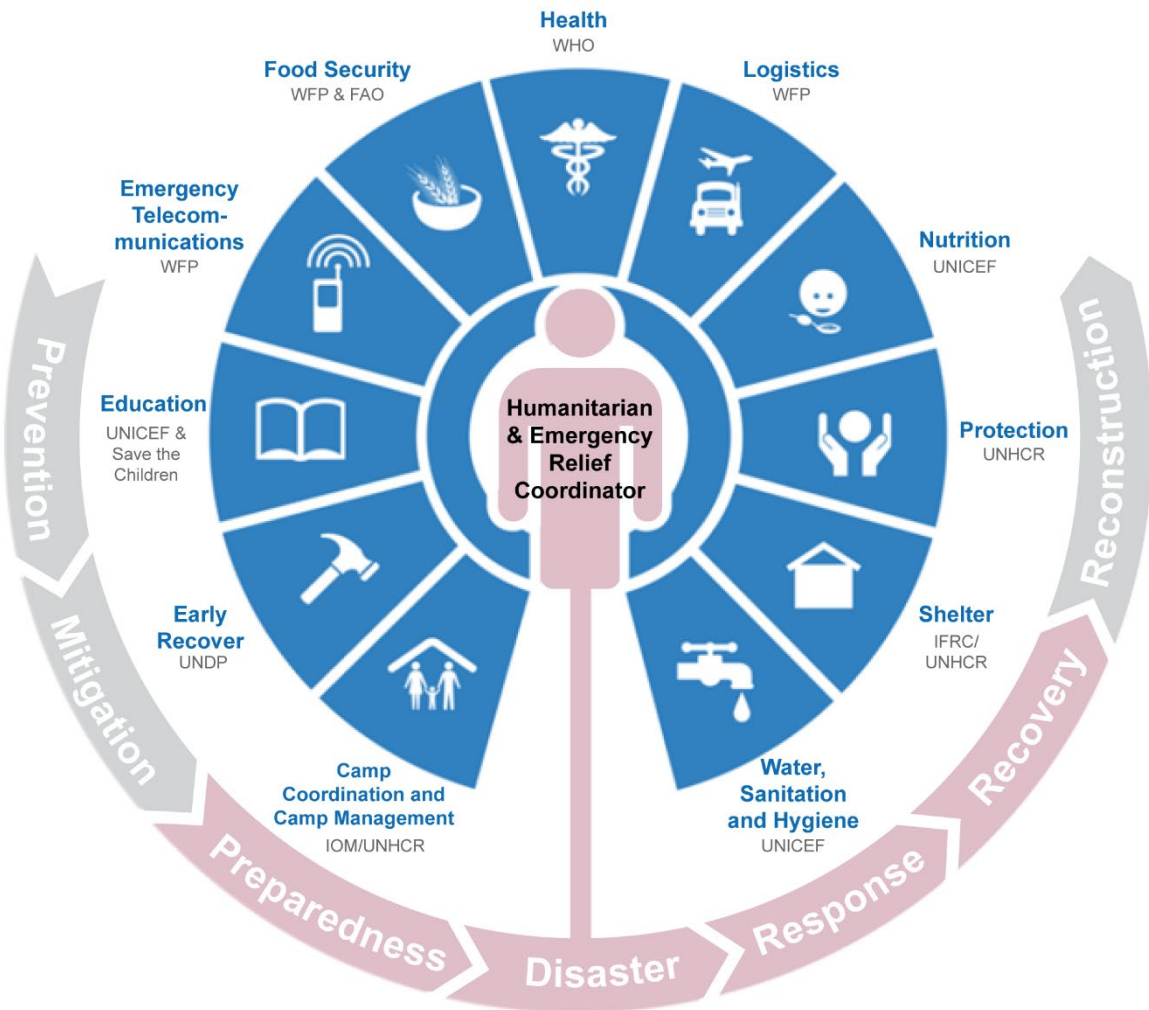 Health
WHO
Food Security
WFP & FAO
Logistics
WFP
Emergency
Telecom-
munications
WFP
Nutrition
UNICEF
Education
UNICEF &
Save the
Children
Protection
UNHCR
Humanitarian
& Emergency
Relief
Coordinator
Early
Recover
UNDP
Shelter
IFRC/
UNHCR
Camp
Coordination and
Camp Management
IOM/UNHCR
Water,
Sanitation
and Hygiene
UNICEF
Prevention
Mitigation
Preparedness
Disaster
Response
Recovery
Reconstruction